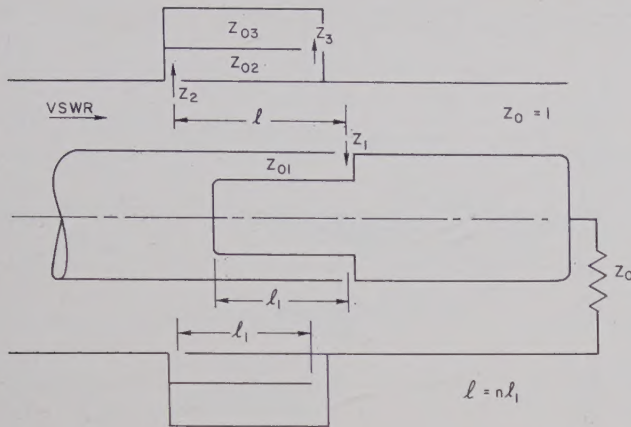 Z03
Z3
Z02
Z2
VSWR
ℓ
Z0 = 1
Z1
Z01
Z0
ℓ1
ℓ1
ℓ = nℓ1